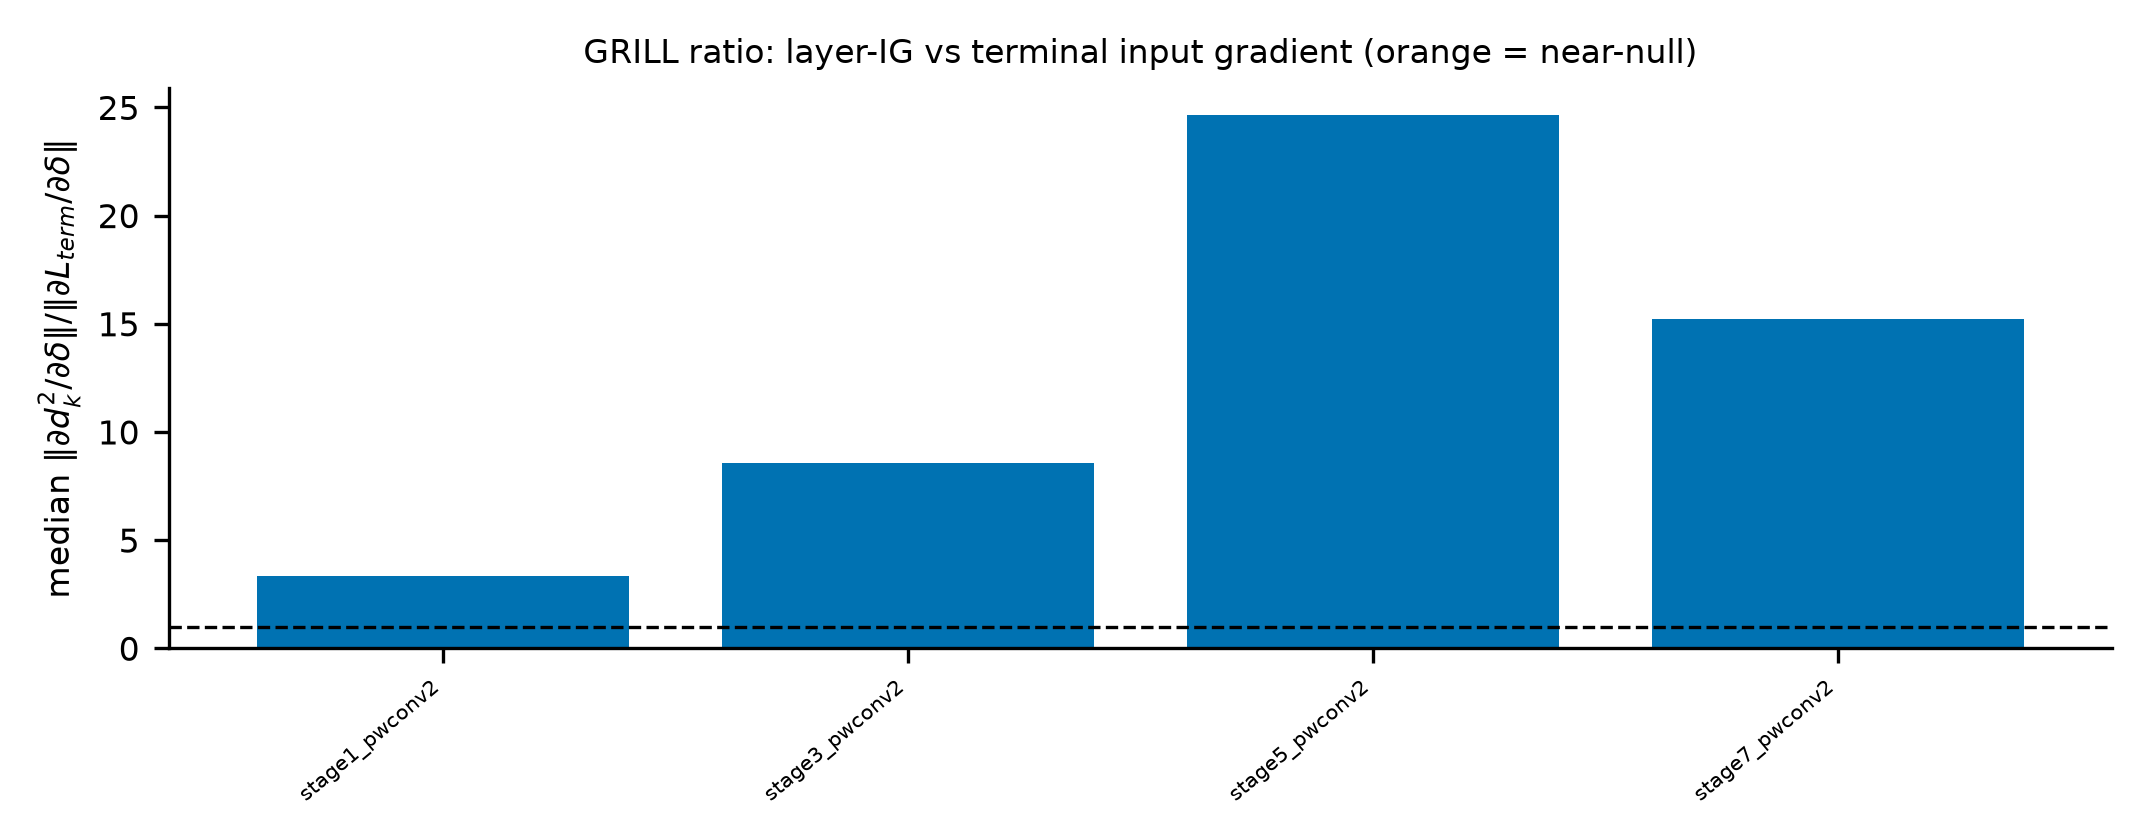 GRILL ratio: layer-IG vs terminal input gradient (orange = near-null)
median ‖∂d_k^2/∂δ‖/‖∂L_term/∂δ‖
25
20
15
10
5
0
stage1_pwconv2
stage3_pwconv2
stage5_pwconv2
stage7_pwconv2